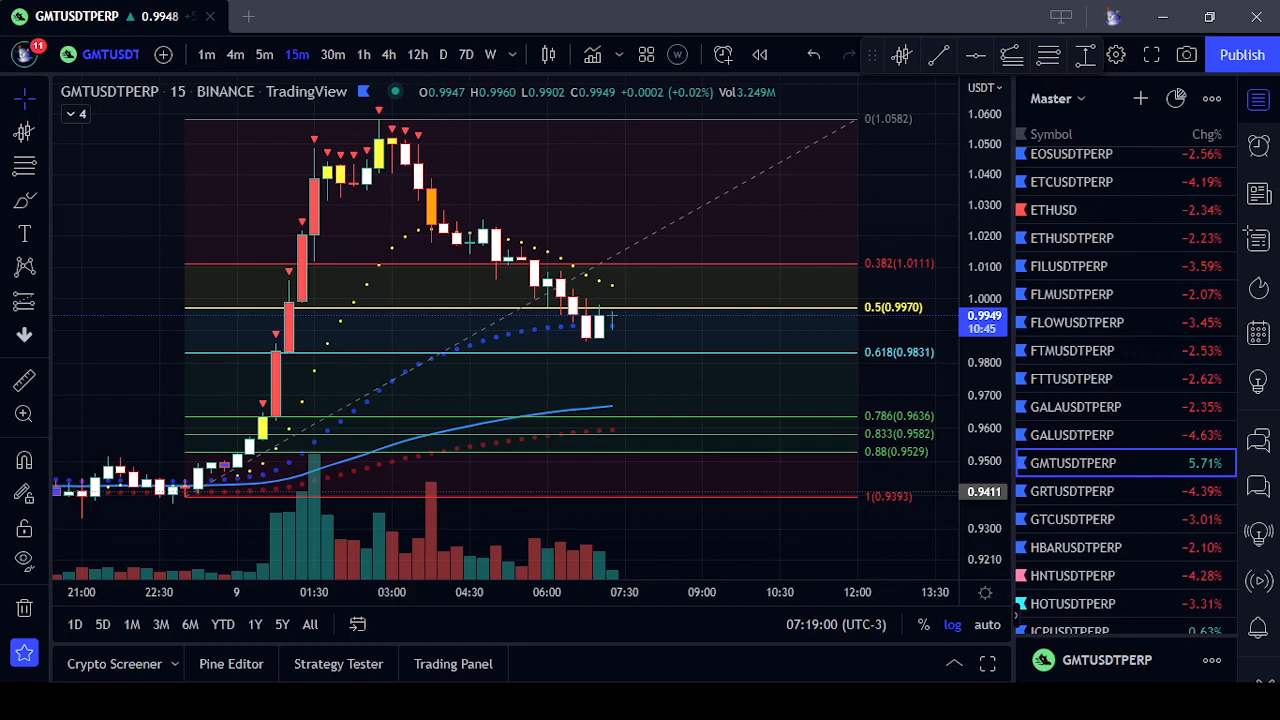 GMTUSDTPERP ▲ 0.9948
11 GMTUSDT 1m 4m 5m 15m 30m 1h 4h 12h D 7D W W Publish
GMTUSDTPERP · 15 · BINANCE · TradingView O0.9947 H0.9960 L0.9902 C0.9949 +0.0002 (+0.02%) Vol3.249M
4
USDT
1.0600
1.0500
1.0400
1.0300
1.0200
1.0100
1.0000
0.9949
10:45
0.9800
0.9700
0.9600
0.9500
0.9411
0.9300
0.9210
0(1.0582)
0.382(1.0111)
0.5(0.9970)
0.618(0.9831)
0.786(0.9636)
0.833(0.9582)
0.88(0.9529)
1(0.9393)
21:00 22:30 9 01:30 03:00 04:30 06:00 07:30 09:00 10:30 12:00 13:30
1D 5D 1M 3M 6M YTD 1Y 5Y All 07:19:00 (UTC-3) % log auto
Crypto Screener Pine Editor Strategy Tester Trading Panel
Master
Symbol Chg%
EOSUSDTPERP −2.56%
ETCUSDTPERP −4.19%
ETHUSD −2.34%
ETHUSDTPERP −2.23%
FILUSDTPERP −3.59%
FLMUSDTPERP −2.07%
FLOWUSDTPERP −3.45%
FTMUSDTPERP −2.53%
FTTUSDTPERP −2.62%
GALAUSDTPERP −2.35%
GALUSDTPERP −4.63%
GMTUSDTPERP 5.71%
GRTUSDTPERP −4.39%
GTCUSDTPERP −3.01%
HBARUSDTPERP −2.10%
HNTUSDTPERP −4.28%
HOTUSDTPERP −3.31%
ICPUSDTPERP 0.63%
GMTUSDTPERP